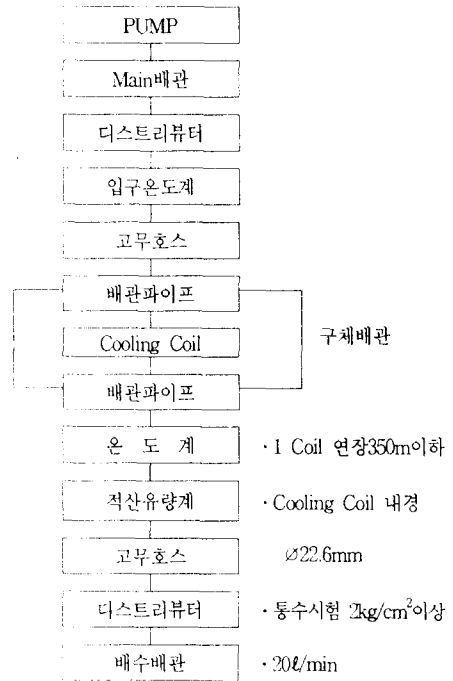 PUMP
Main배관
디스트리뷰터
입구온도계
고무호스
배관파이프
Cooling Coil
구체배관
배관파이프
온 도 계
· 1 Coil 연장350m이하
적산유량계
· Cooling Coil 내경
고무호스
∅22.6mm
디스트리뷰터
· 통수시험 2kg/cm²이상
배수배관
· 20ℓ/min